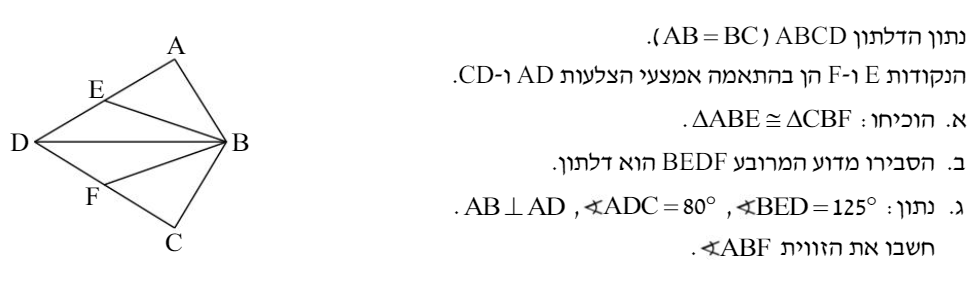 נתון הדלתון ABCD (AB = BC).
הנקודות E ו-F הן בהתאמה אמצעי הצלעות AD ו-CD.
א. הוכיחו: ΔABE ≅ ΔCBF.
ב. הסבירו מדוע המרובע BEDF הוא דלתון.
ג. נתון: ∢BED = 125°, ∢ADC = 80°, AB ⊥ AD.
חשבו את הזווית ∢ABF.
A
E
D
B
F
C